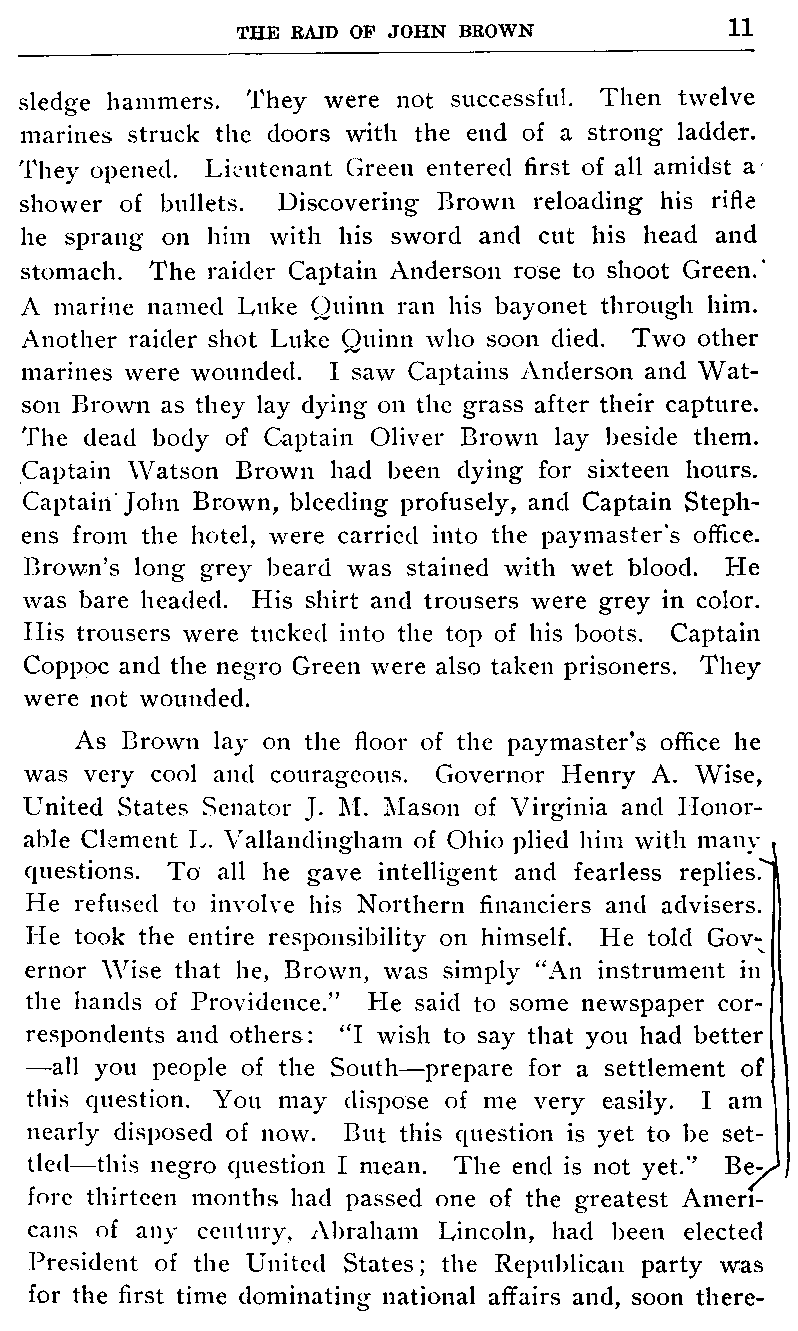 THE RAID OF JOHN BROWN 11
sledge hammers. They were not successful. Then twelve
marines struck the doors with the end of a strong ladder.
They opened. Lieutenant Green entered first of all amidst a
shower of bullets. Discovering Brown reloading his rifle
he sprang on him with his sword and cut his head and
stomach. The raider Captain Anderson rose to shoot Green.
A marine named Luke Quinn ran his bayonet through him.
Another raider shot Luke Quinn who soon died. Two other
marines were wounded. I saw Captains Anderson and Wat-
son Brown as they lay dying on the grass after their capture.
The dead body of Captain Oliver Brown lay beside them.
Captain Watson Brown had been dying for sixteen hours.
Captain John Brown, bleeding profusely, and Captain Steph-
ens from the hotel, were carried into the paymaster's office.
Brown's long grey beard was stained with wet blood. He
was bare headed. His shirt and trousers were grey in color.
His trousers were tucked into the top of his boots. Captain
Coppoc and the negro Green were also taken prisoners. They
were not wounded.
As Brown lay on the floor of the paymaster's office he
was very cool and courageous. Governor Henry A. Wise,
United States Senator J. M. Mason of Virginia and Honor-
able Clement L. Vallandingham of Ohio plied him with many
questions. To all he gave intelligent and fearless replies.
He refused to involve his Northern financiers and advisers.
He took the entire responsibility on himself. He told Gov-
ernor Wise that he, Brown, was simply "An instrument in
the hands of Providence." He said to some newspaper cor-
respondents and others: "I wish to say that you had better
—all you people of the South—prepare for a settlement of
this question. You may dispose of me very easily. I am
nearly disposed of now. But this question is yet to be set-
tled—this negro question I mean. The end is not yet." Be-
fore thirteen months had passed one of the greatest Ameri-
cans of any century, Abraham Lincoln, had been elected
President of the United States; the Republican party was
for the first time dominating national affairs and, soon there-